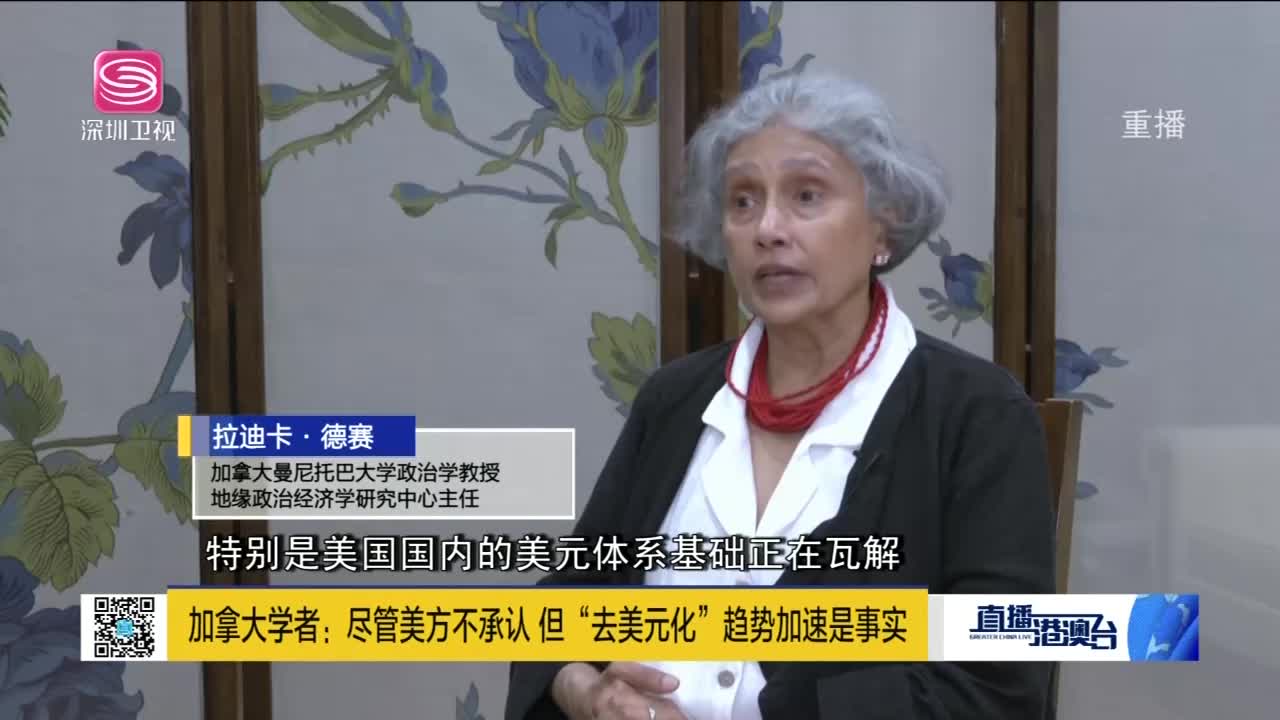 深圳卫视
重播
拉迪卡·德赛
加拿大曼尼托巴大学政治学教授
地缘政治经济学研究中心主任
特别是美国国内的美元体系基础正在瓦解
加拿大学者：尽管美方不承认 但“去美元化”趋势加速是事实
直播港澳台
GREATER CHINA LIVE